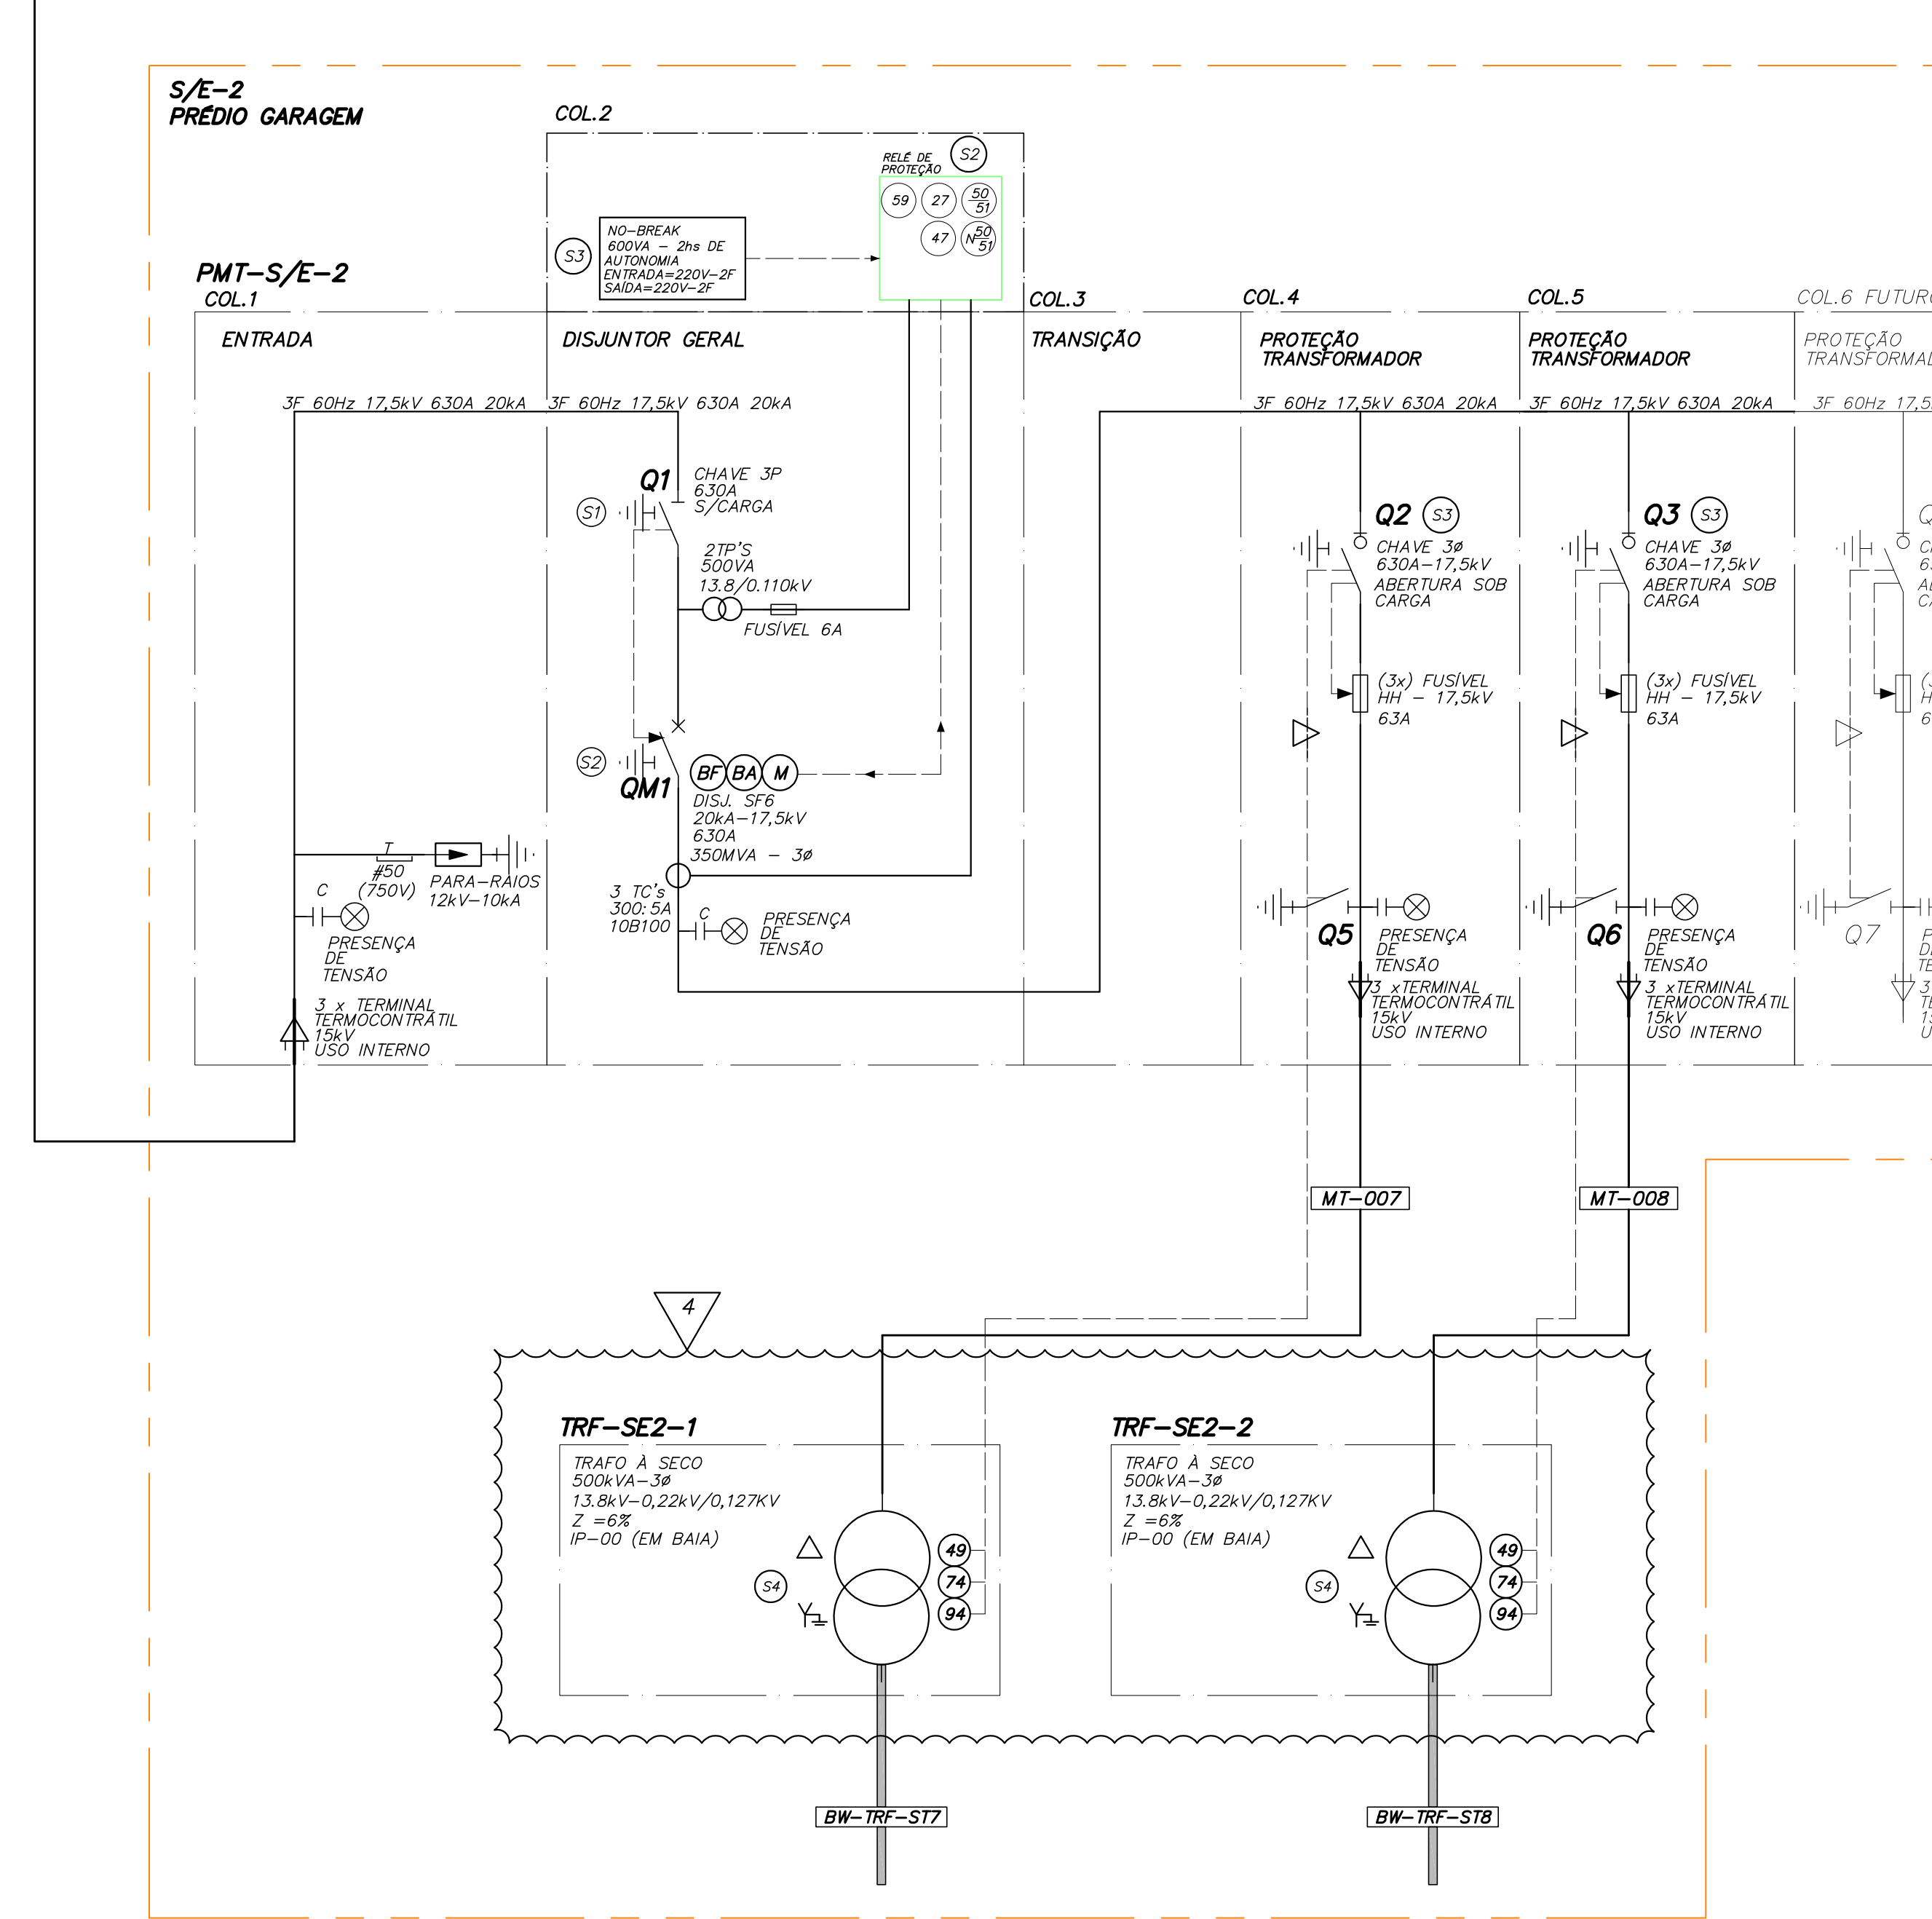 S/E-2
PRÉDIO GARAGEM
COL.2
RELÉ DE
PROTEÇÃO
S2
59
27
50
51
47
N 50
51
S3
NO-BREAK
600VA - 2hs DE
AUTONOMIA
ENTRADA=220V-2F
SAÍDA=220V-2F
PMT-S/E-2
COL.1
COL.3
COL.4
COL.5
COL.6
ENTRADA
DISJUNTOR GERAL
TRANSIÇÃO
PROTEÇÃO
TRANSFORMADOR
PROTEÇÃO
TRANSFORMADOR
PROTEÇÃO
3F 60Hz 17,5kV 630A 20kA
3F 60Hz 17,5kV 630A 20kA
3F 60Hz 17,5kV 630A 20kA
3F 60Hz 17,5kV 630A 20kA
3F 60Hz
Q1
CHAVE 3P
630A
S/CARGA
S1
2TP'S
500VA
13.8/0.110kV
FUSÍVEL 6A
S2
QM1
BF
BA
M
DISJ. SF6
20kA-17,5kV
630A
350MVA - 3ø
3 TC's
300:5A
10B100
C
PRESENÇA
DE
TENSÃO
T
#50
(750V)
PARA-RAIOS
12kV-10kA
C
PRESENÇA
DE
TENSÃO
3 x TERMINAL
TERMOCONTRÁTIL
15kV
USO INTERNO
Q2
S3
CHAVE 3ø
630A-17,5kV
ABERTURA SOB
CARGA
(3x) FUSÍVEL
HH - 17,5kV
63A
Q5
PRESENÇA
DE
TENSÃO
3 xTERMINAL
TERMOCONTRÁTIL
15kV
USO INTERNO
Q3
S3
CHAVE 3ø
630A-17,5kV
ABERTURA SOB
CARGA
(3x) FUSÍVEL
HH - 17,5kV
63A
Q6
PRESENÇA
DE
TENSÃO
3 xTERMINAL
TERMOCONTRÁTIL
15kV
USO INTERNO
Q7
MT-007
MT-008
4
TRF-SE2-1
TRAFO À SECO
500kVA-3ø
13.8kV-0,22kV/0,127KV
Z =6%
IP-00 (EM BAIA)
S4
49
74
94
TRF-SE2-2
TRAFO À SECO
500kVA-3ø
13.8kV-0,22kV/0,127KV
Z =6%
IP-00 (EM BAIA)
S4
49
74
94
BW-TRF-ST7
BW-TRF-ST8